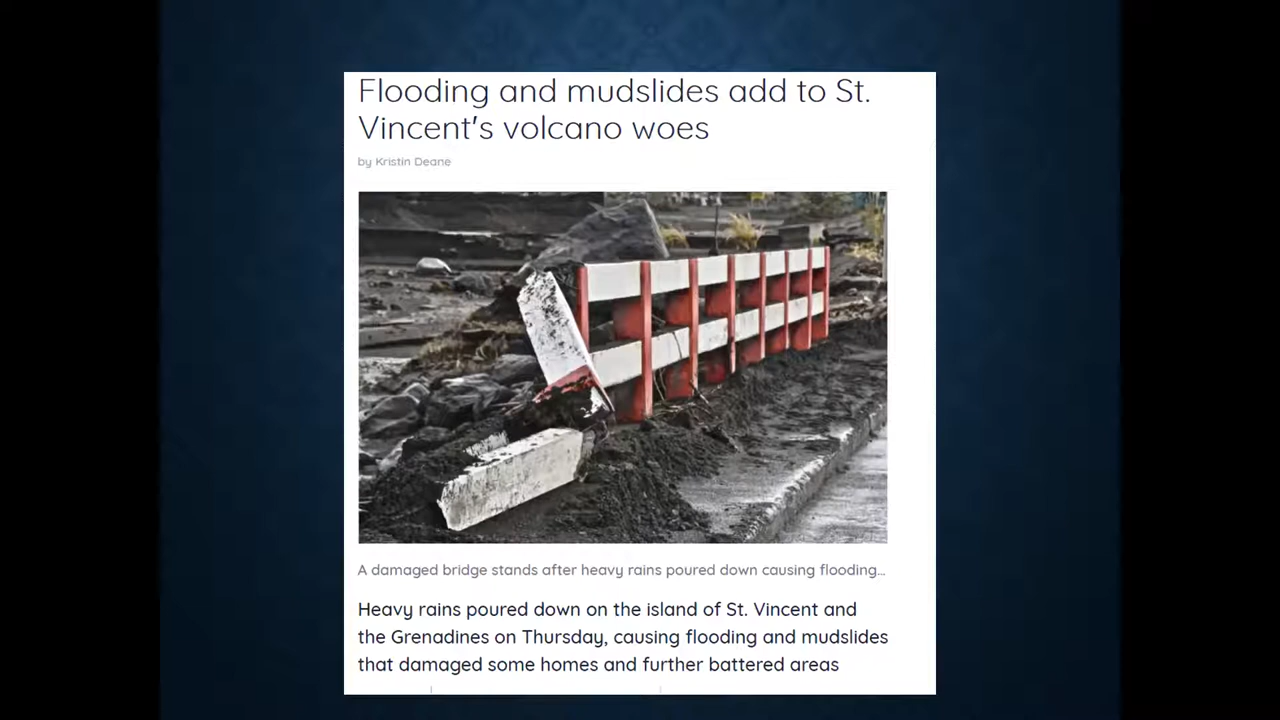 Flooding and mudslides add to St.
Vincent's volcano woes
by Kristin Deane
A damaged bridge stands after heavy rains poured down causing flooding...
Heavy rains poured down on the island of St. Vincent and
the Grenadines on Thursday, causing flooding and mudslides
that damaged some homes and further battered areas